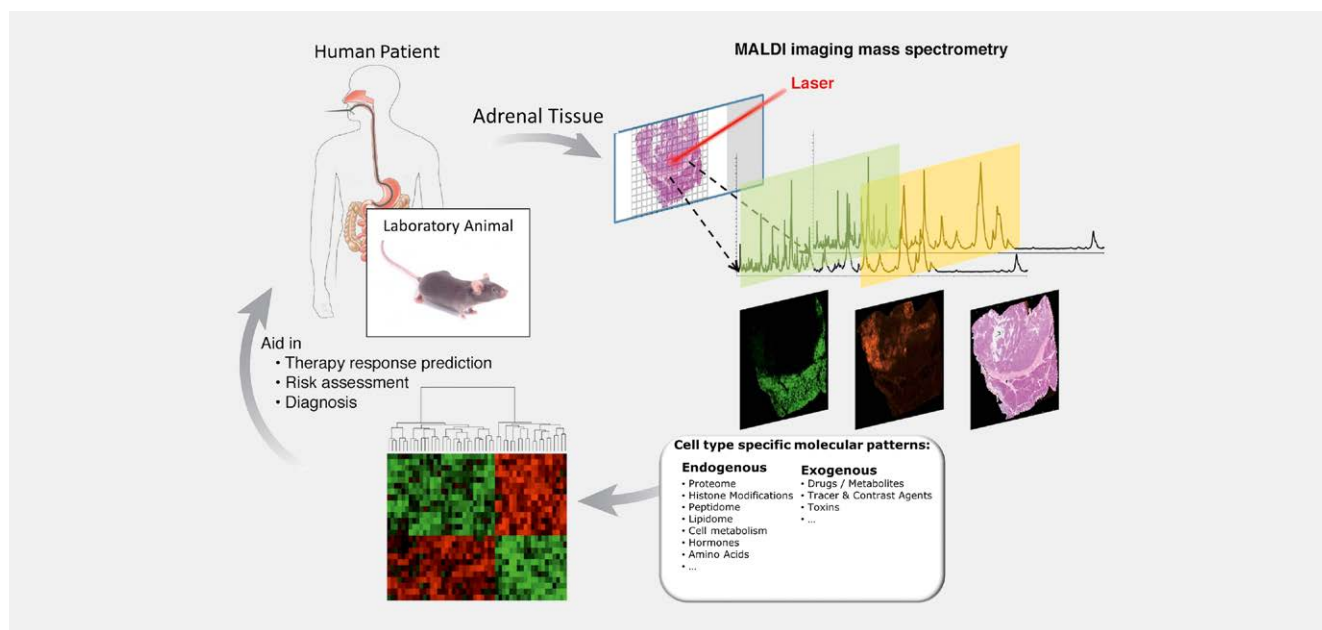 Human Patient
MALDI imaging mass spectrometry
Laser
Adrenal Tissue
Laboratory Animal
Aid in
• Therapy response prediction
• Risk assessment
• Diagnosis
Cell type specific molecular patterns:
Endogenous
• Proteome
• Histone Modifications
• Peptidome
• Lipidome
• Cell metabolism
• Hormones
• Amino Acids
• ...
Exogenous
• Drugs / Metabolites
• Tracer & Contrast Agents
• Toxins
• ...